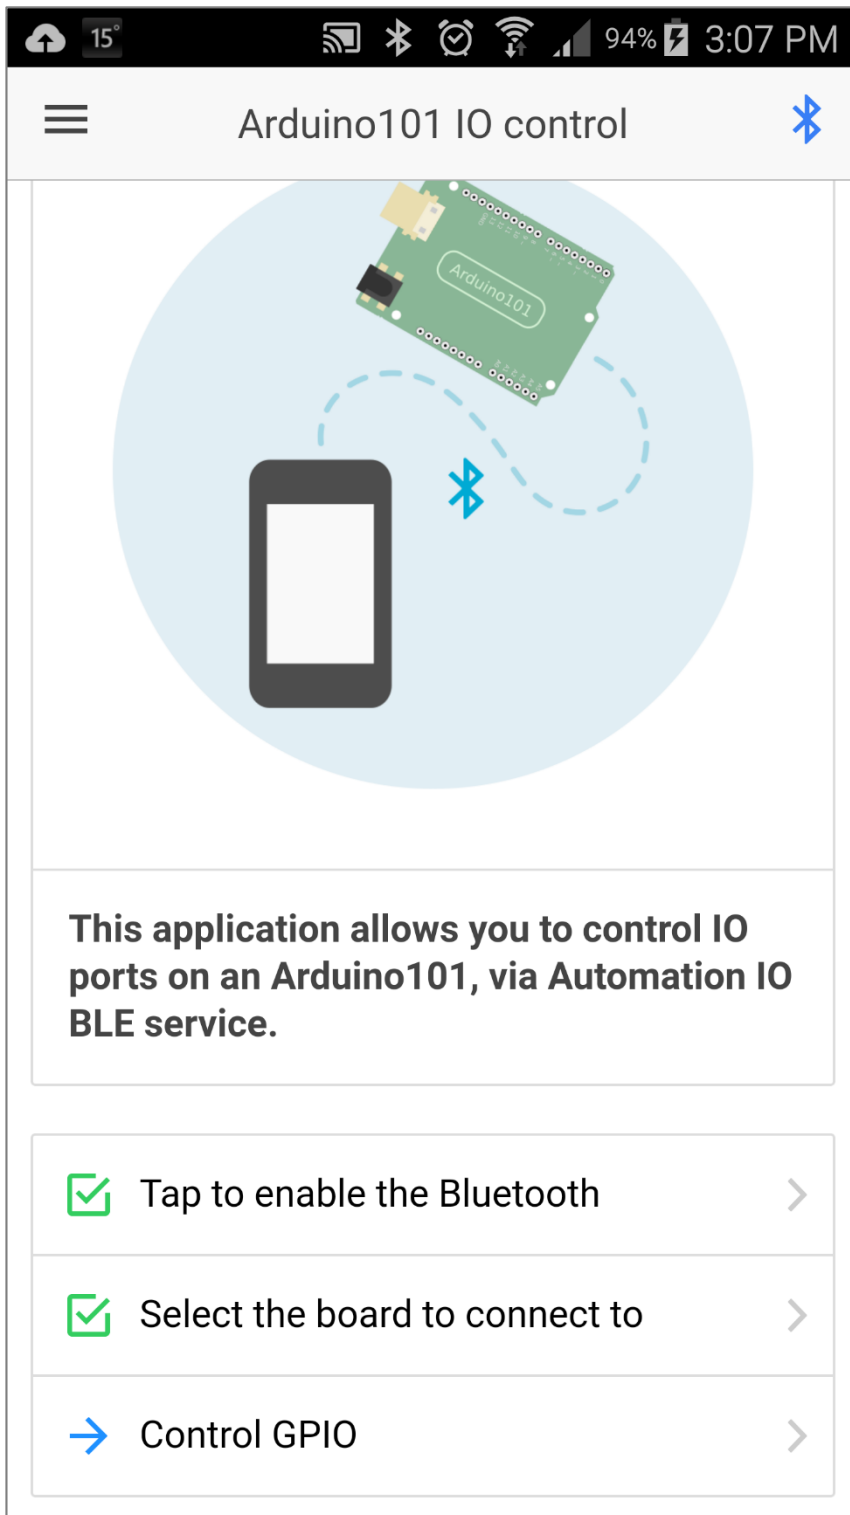 15°
94%
3:07 PM
Arduino101 IO control
Arduino101
This application allows you to control IO
ports on an Arduino101, via Automation IO
BLE service.
Tap to enable the Bluetooth
Select the board to connect to
Control GPIO